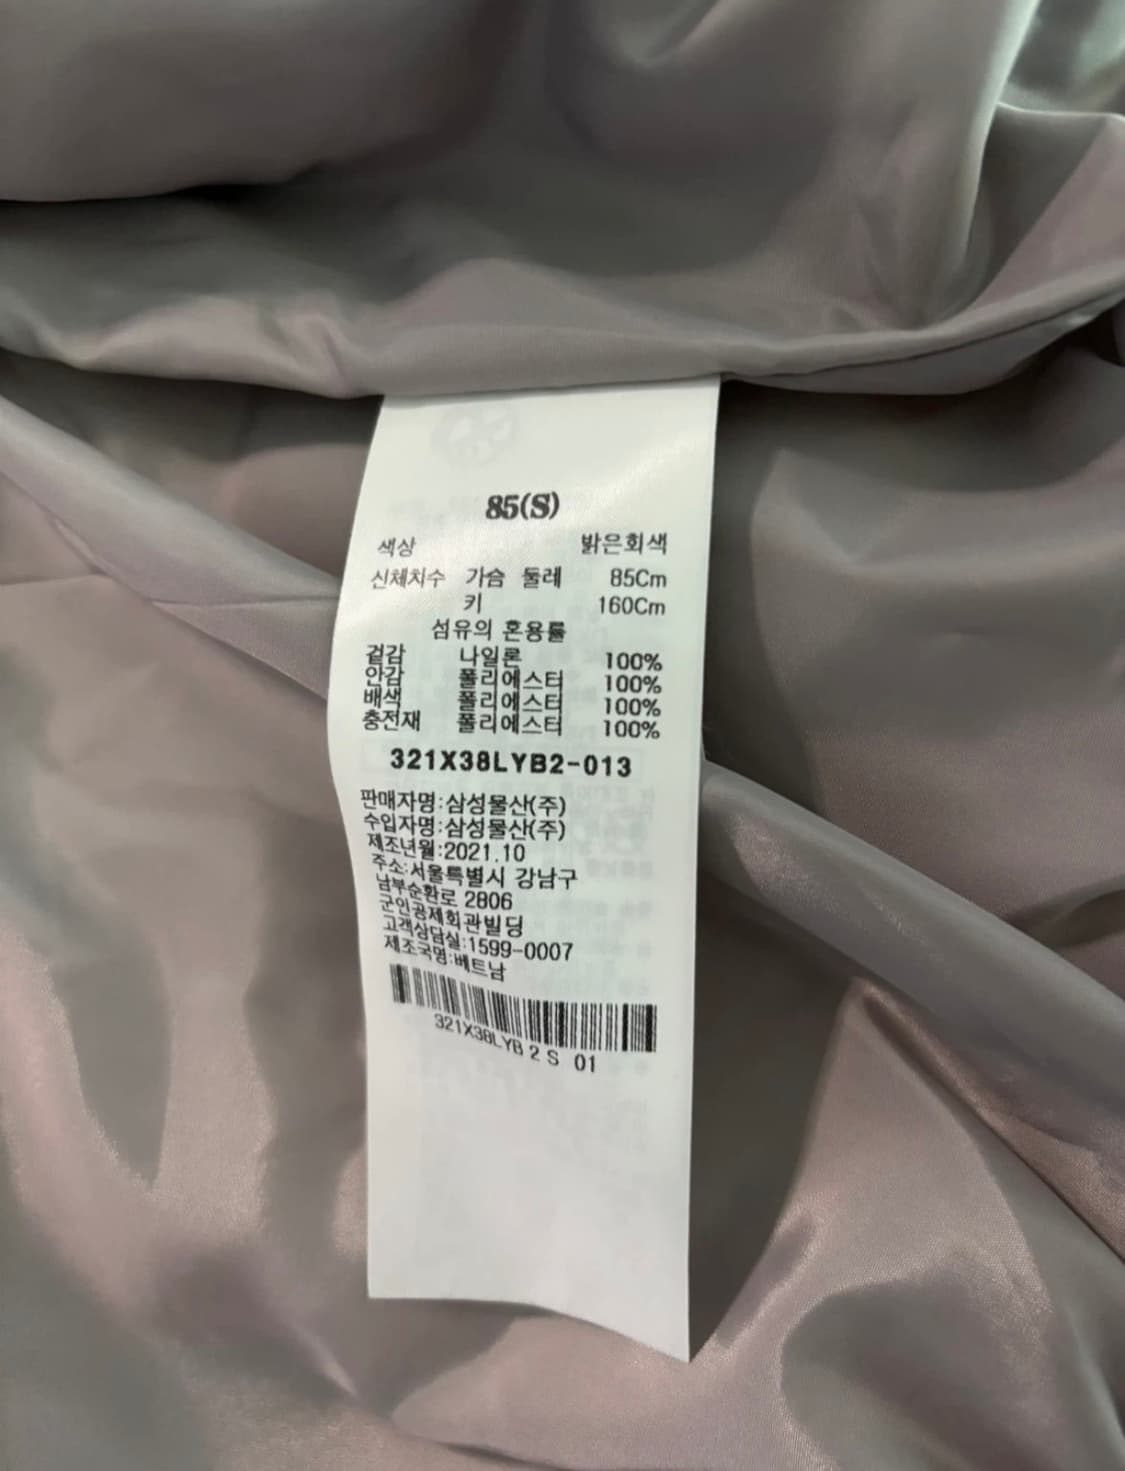 85(S)
색상 밝은회색
신체치수 가슴 둘레 85Cm
키 160Cm
섬유의 혼용률
겉감 나일론 100%
안감 폴리에스터 100%
배색 폴리에스터 100%
충전재 폴리에스터 100%
321X38LYB2-013
판매자명:삼성물산(주)
수입자명:삼성물산(주)
제조년월:2021.10
주소:서울특별시 강남구
남부순환로 2806
군인공제회관빌딩
고객상담실:1599-0007
제조국명:베트남
321X38LYB 2 S 01